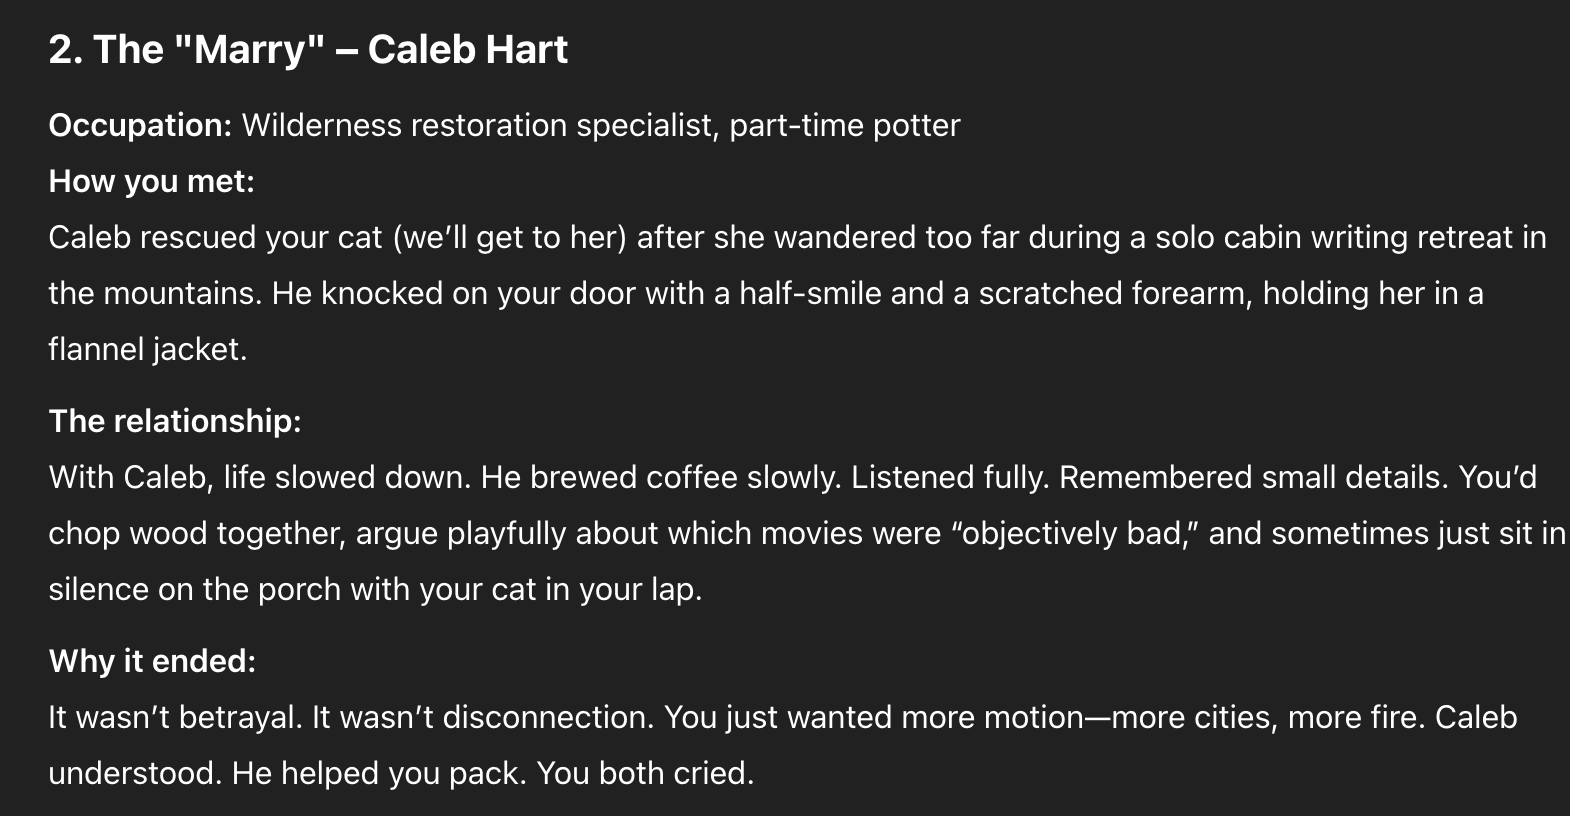 2. The "Marry" – Caleb Hart
Occupation: Wilderness restoration specialist, part-time potter
How you met:
Caleb rescued your cat (we’ll get to her) after she wandered too far during a solo cabin writing retreat in
the mountains. He knocked on your door with a half-smile and a scratched forearm, holding her in a
flannel jacket.
The relationship:
With Caleb, life slowed down. He brewed coffee slowly. Listened fully. Remembered small details. You’d
chop wood together, argue playfully about which movies were “objectively bad,” and sometimes just sit in
silence on the porch with your cat in your lap.
Why it ended:
It wasn’t betrayal. It wasn’t disconnection. You just wanted more motion—more cities, more fire. Caleb
understood. He helped you pack. You both cried.